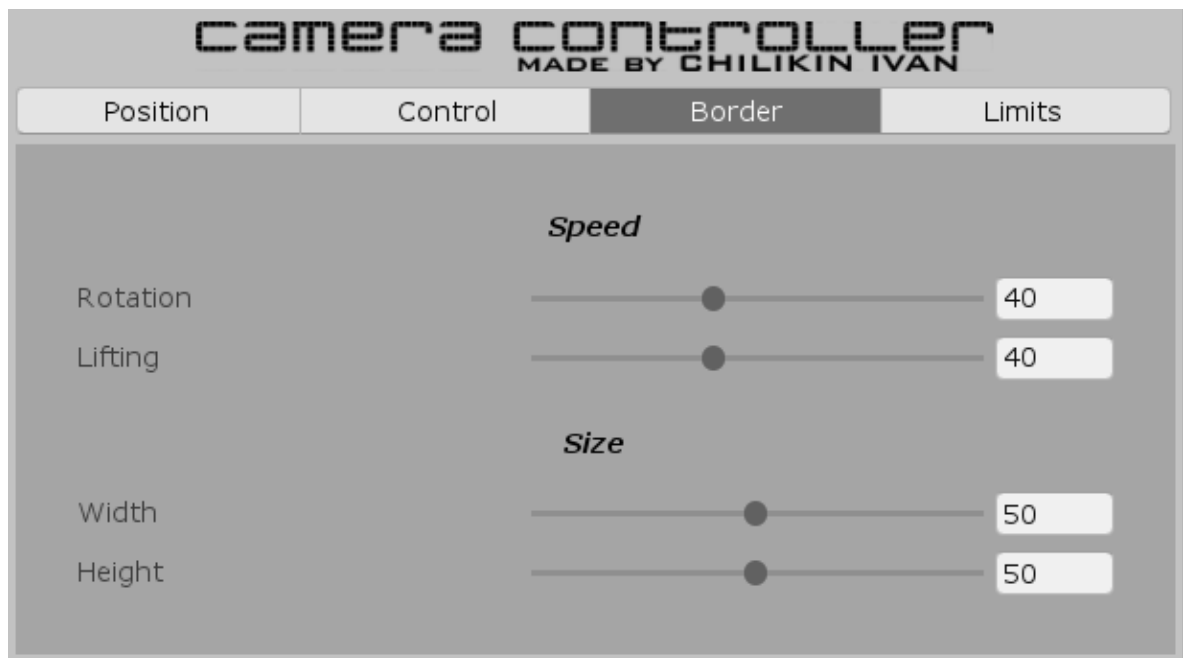 camera controller
MADE BY CHILIKIN IVAN
Position Control Border Limits
Speed
Rotation 40
Lifting 40
Size
Width 50
Height 50